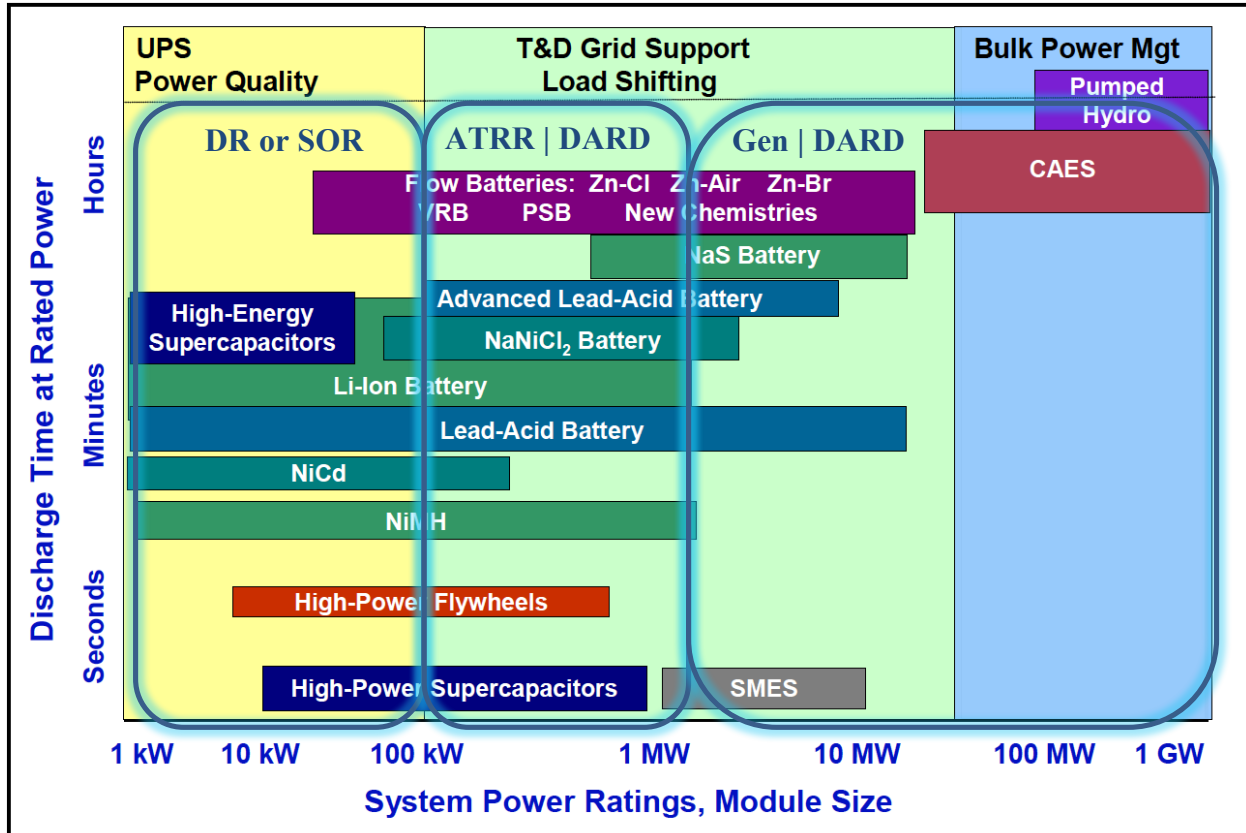 UPS
Power Quality
T&D Grid Support
Load Shifting
Bulk Power Mgt
Pumped
Hydro
DR or SOR
ATRR | DARD
Gen | DARD
CAES
Flow Batteries: Zn-Cl Zn-Air Zn-Br
VRB PSB New Chemistries
NaS Battery
Advanced Lead-Acid Battery
High-Energy
Supercapacitors
NaNiCl₂ Battery
Li-Ion Battery
Lead-Acid Battery
NiCd
NiMH
High-Power Flywheels
High-Power Supercapacitors
SMES
Discharge Time at Rated Power
Hours
Minutes
Seconds
1 kW 10 kW 100 kW 1 MW 10 MW 100 MW 1 GW
System Power Ratings, Module Size